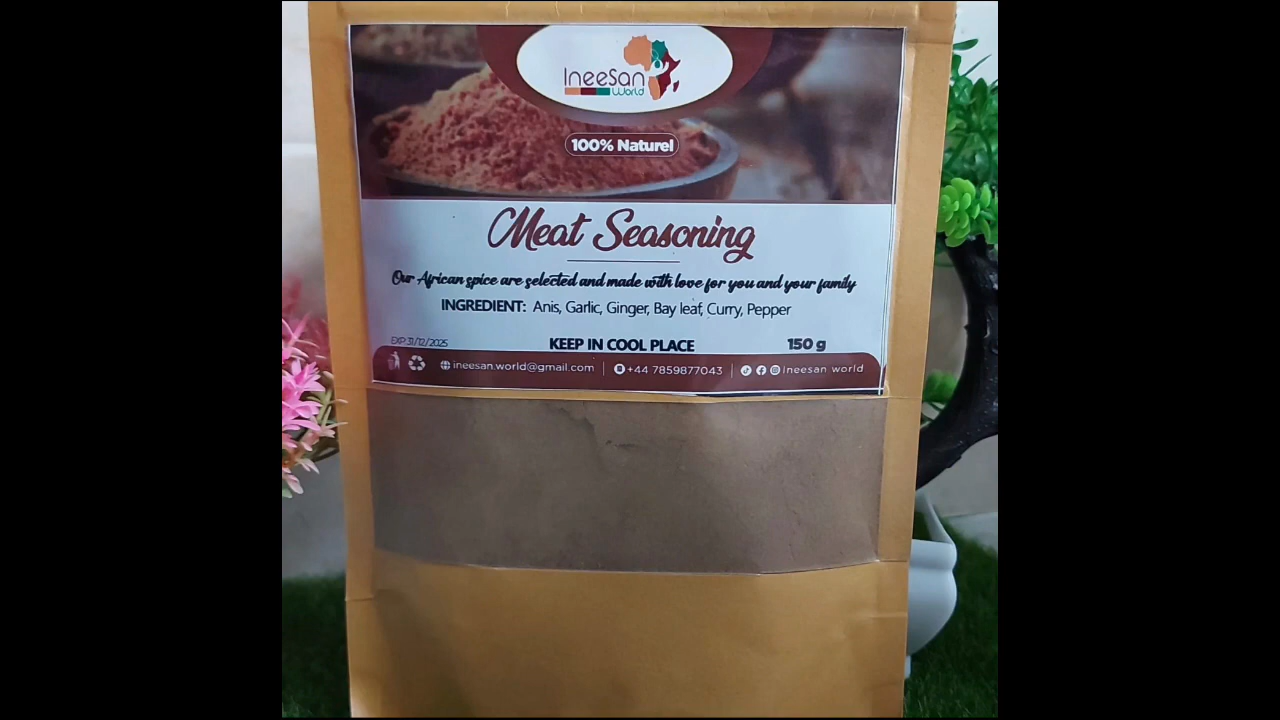 IneeSan
World
100% Naturel
Meat Seasoning
Our African spice are selected and made with love for you and your family
INGREDIENT: Anis, Garlic, Ginger, Bay leaf, Curry, Pepper
EXP:31/12/2025 KEEP IN COOL PLACE 150 g
ineesan.world@gmail.com +44 7859877043 Ineesan world